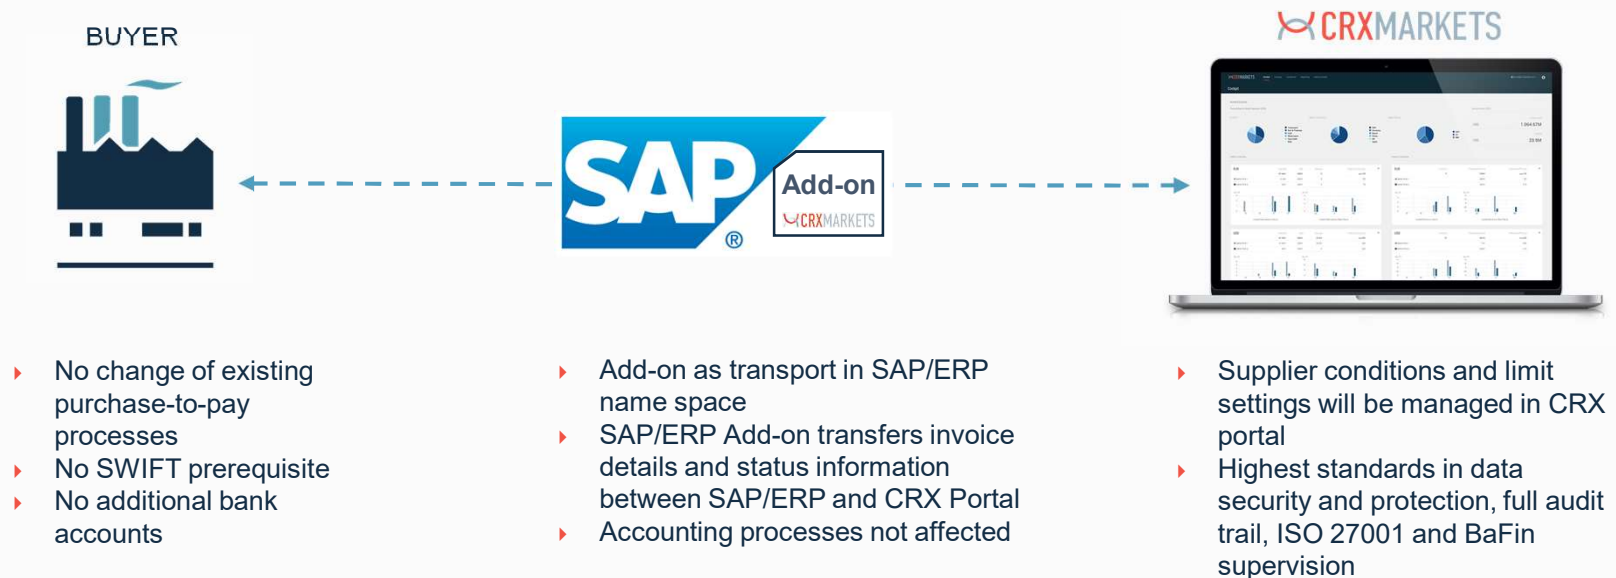 BUYER
CRXMARKETS
SAP
®
Add-on
CRXMARKETS
Cockpit
No change of existing
purchase-to-pay
processes
No SWIFT prerequisite
No additional bank
accounts
Add-on as transport in SAP/ERP
name space
SAP/ERP Add-on transfers invoice
details and status information
between SAP/ERP and CRX Portal
Accounting processes not affected
Supplier conditions and limit
settings will be managed in CRX
portal
Highest standards in data
security and protection, full audit
trail, ISO 27001 and BaFin
supervision